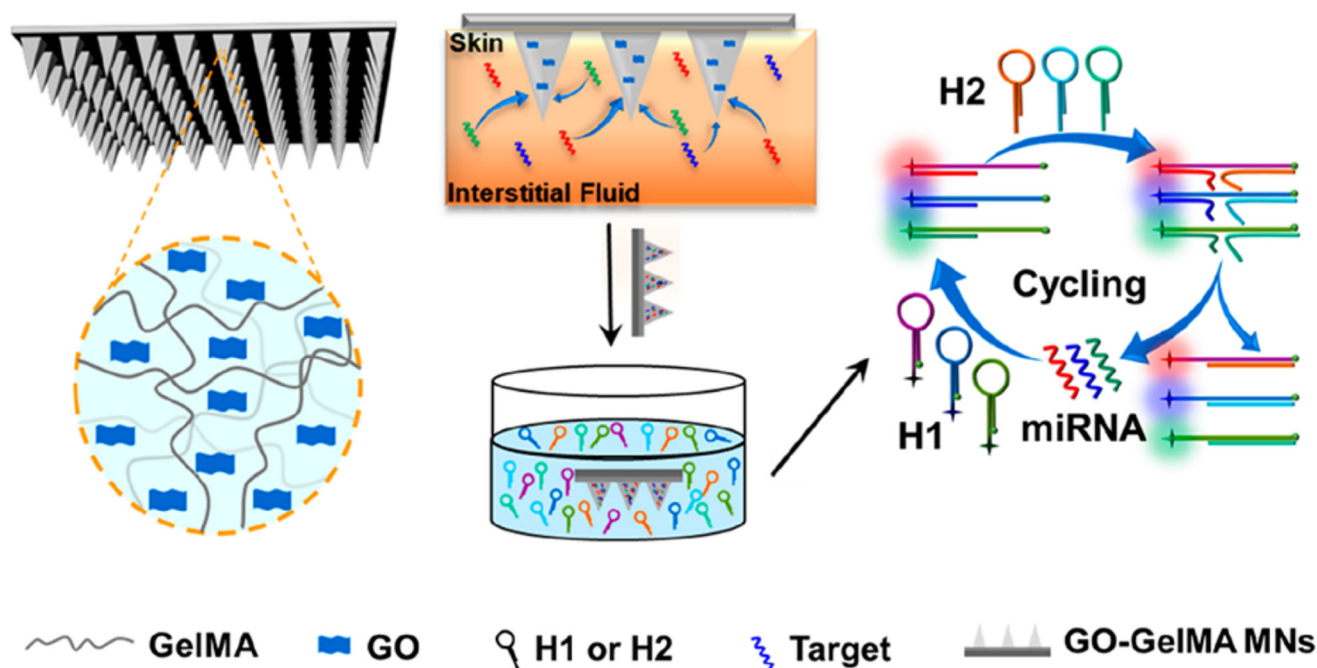 Skin
Interstitial Fluid
H2
Cycling
H1
miRNA
GelMA
GO
H1 or H2
Target
GO-GelMA MNs